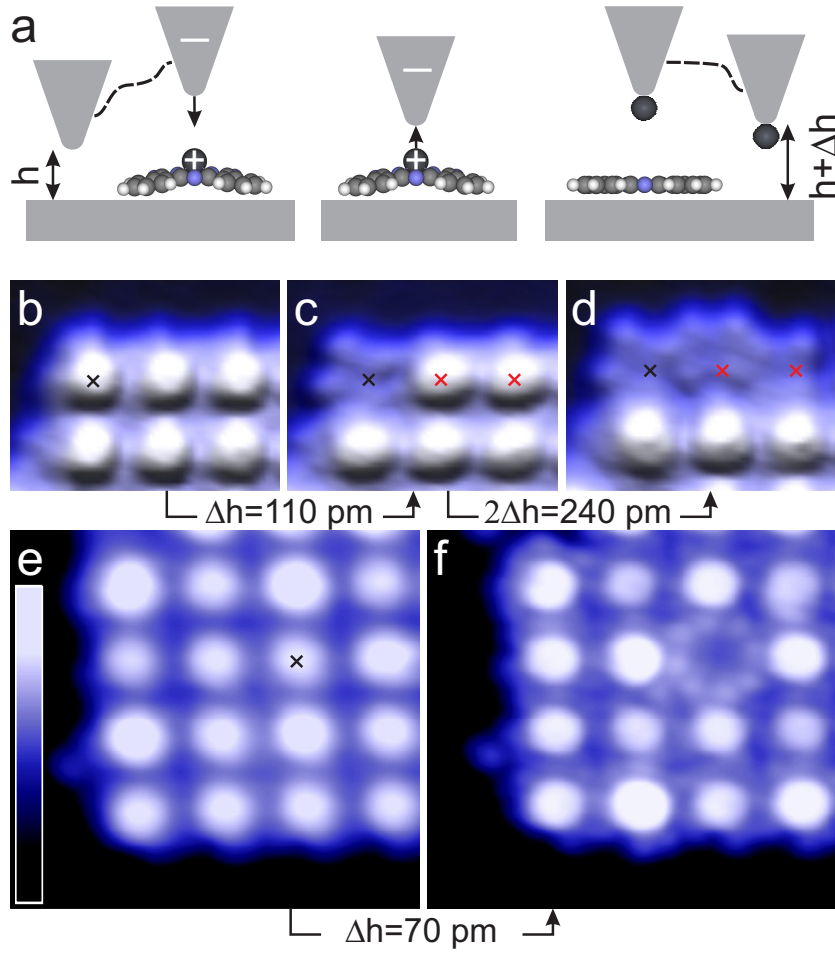 a
−
−
h
+
+
h+Δh
b
×
c
×
×
×
d
×
×
×
Δh=110 pm
2Δh=240 pm
e
×
f
Δh=70 pm